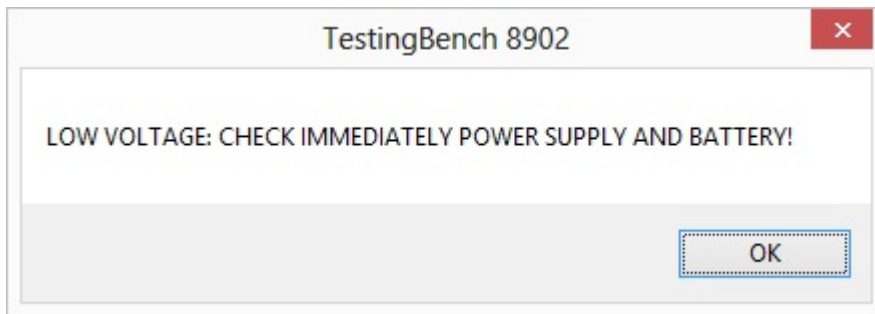 TestingBench 8902
LOW VOLTAGE: CHECK IMMEDIATELY POWER SUPPLY AND BATTERY!
OK